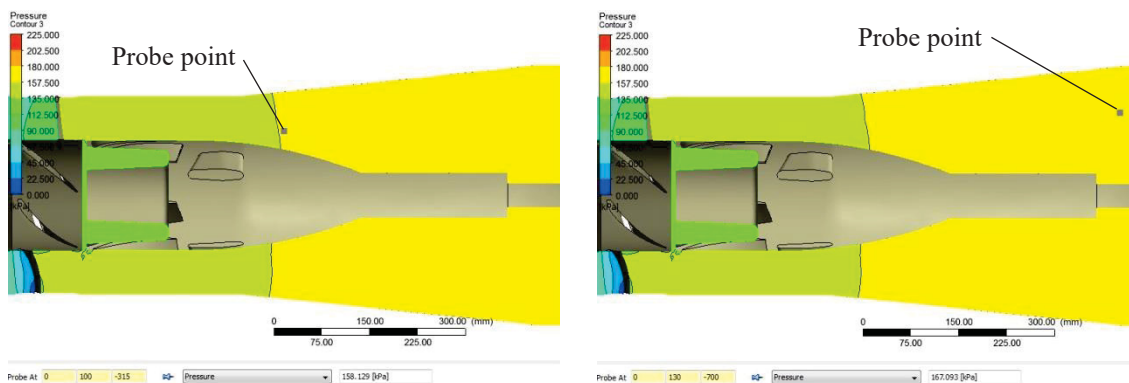 Pressure
Contour 3
225.000
202.500
180.000
157.500
135.000
112.500
90.000
45.000
22.500
0.000
[kPa]
Probe point
0 150.00 300.00 (mm)
75.00 225.00
Probe At 0 100 -315 Pressure 158.129 [kPa]
Pressure
Contour 3
225.000
202.500
180.000
157.500
135.000
112.500
90.000
45.000
22.500
0.000
[kPa]
Probe point
0 150.00 300.00 (mm)
75.00 225.00
Probe At 0 130 -700 Pressure 167.093 [kPa]